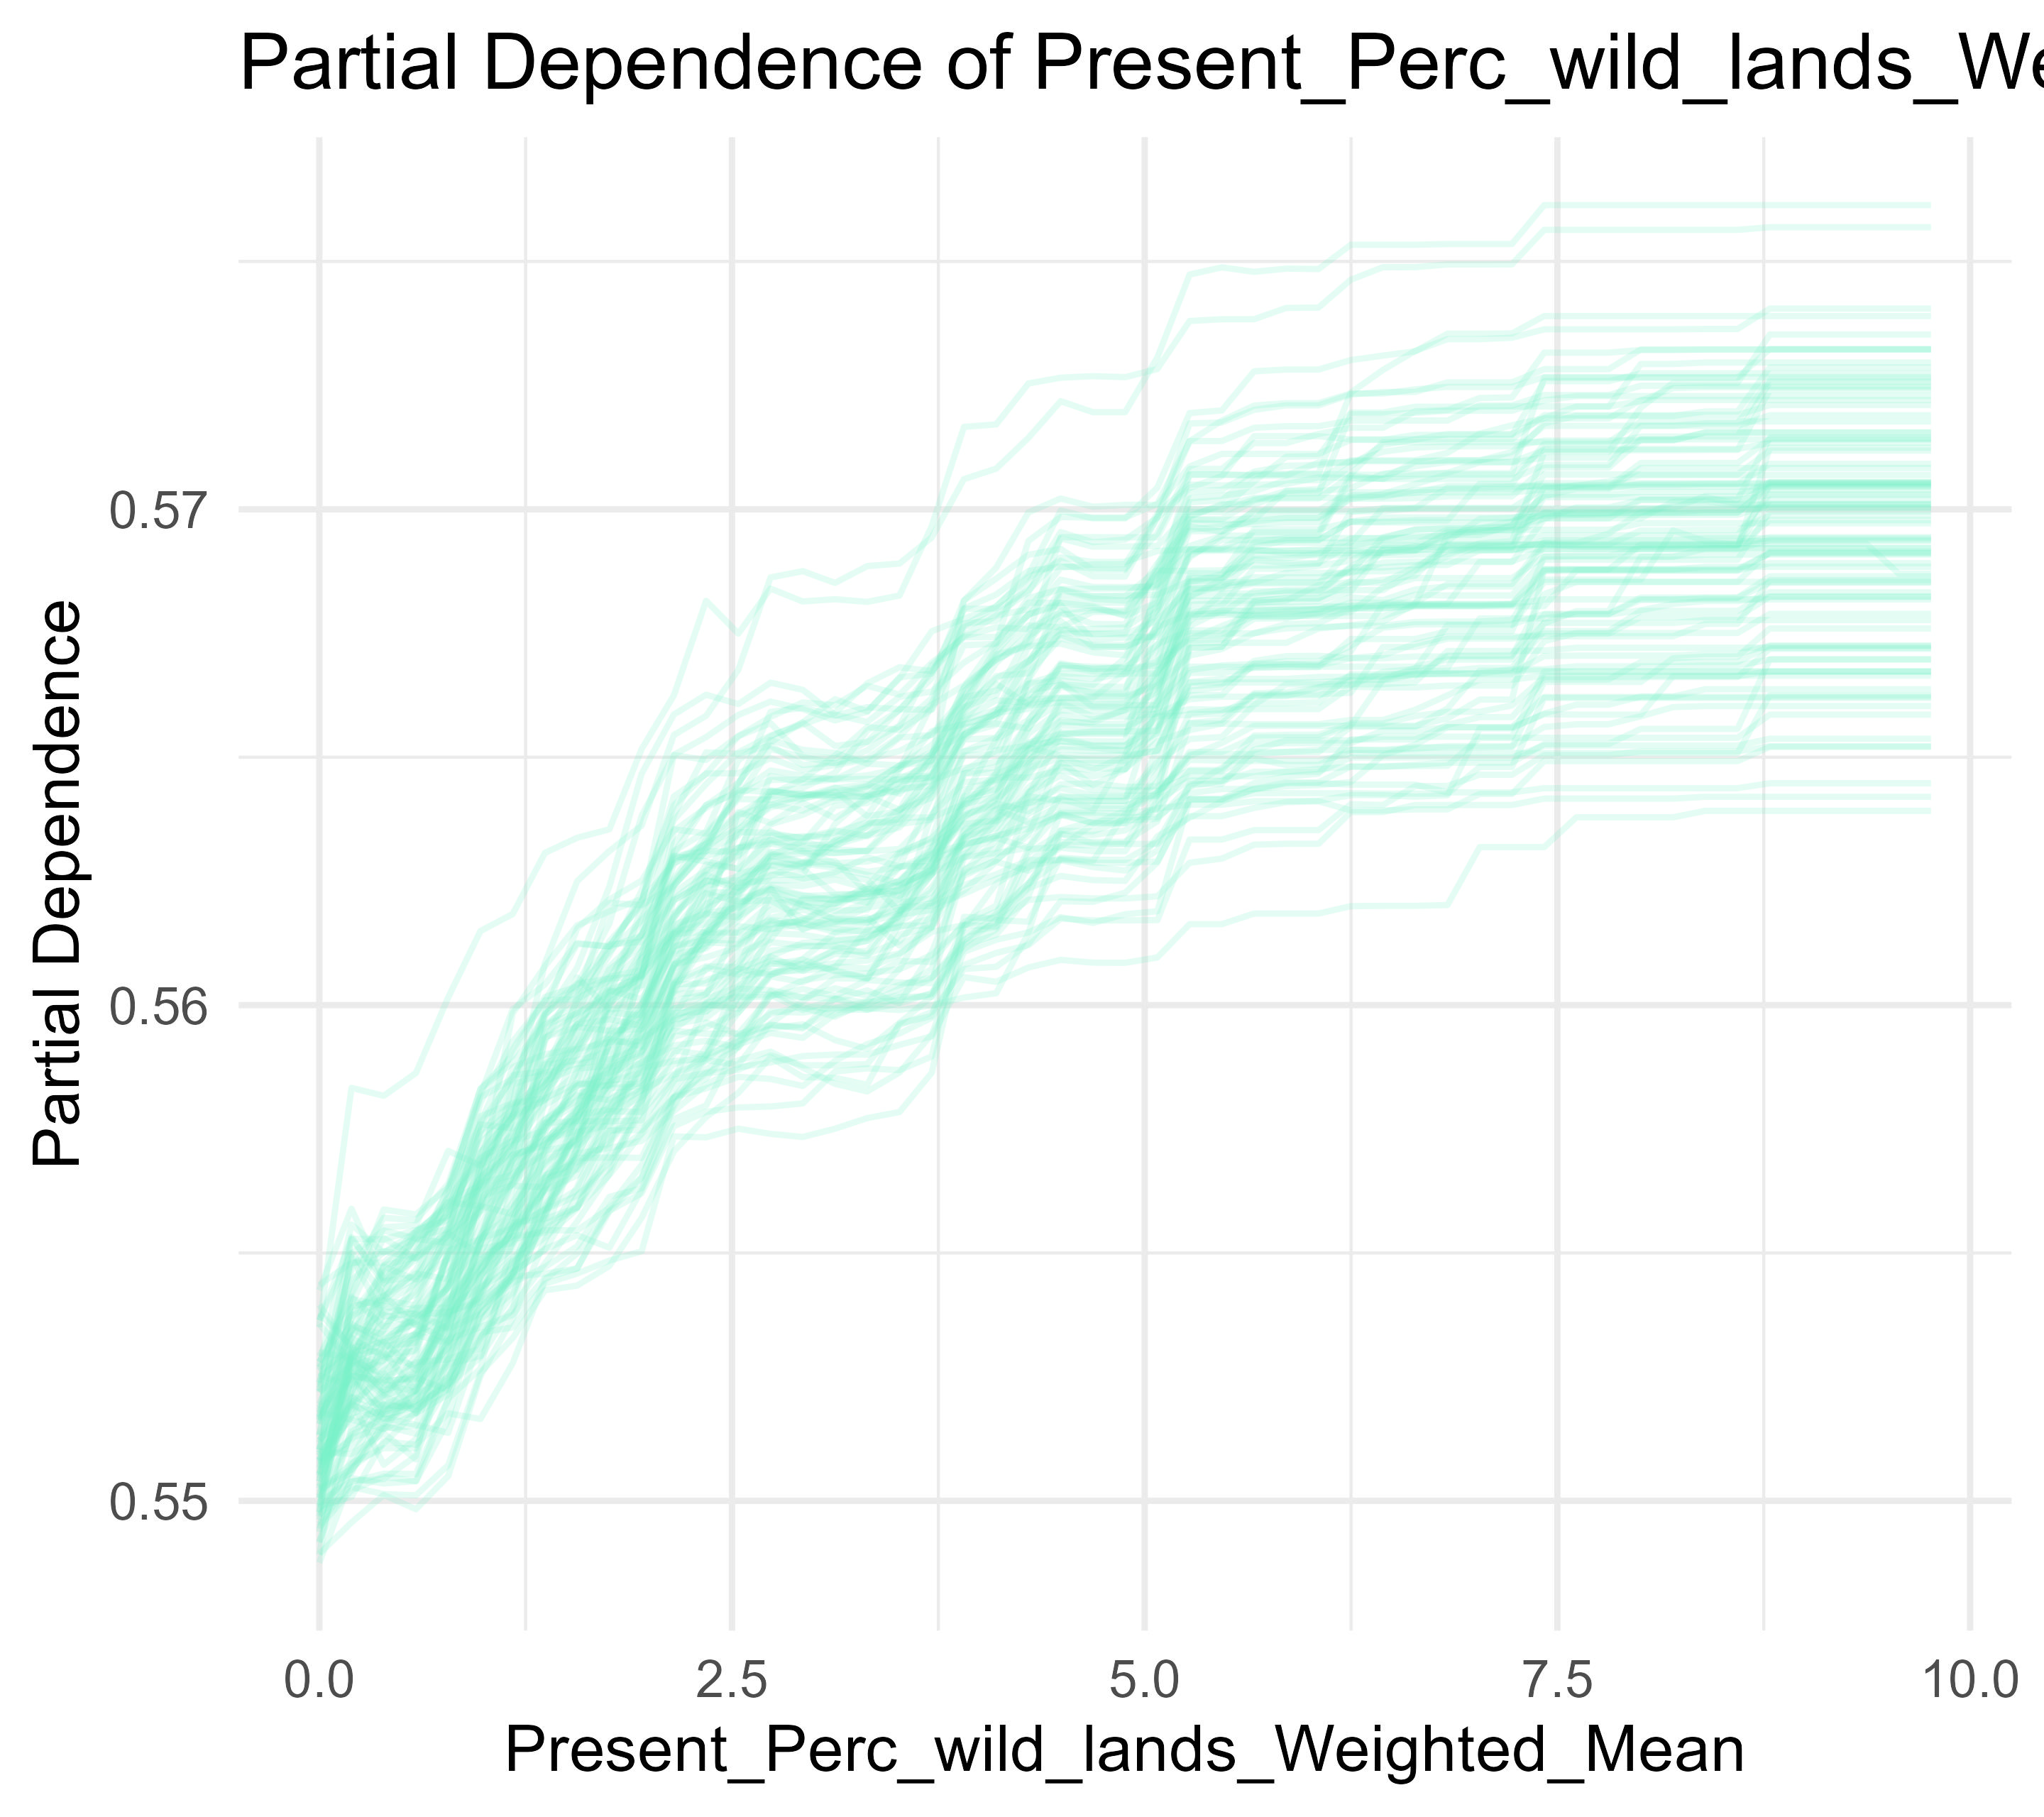 Partial Dependence of Present_Perc_wild_lands_We
0.57
0.56
0.55
Partial Dependence
0.0 2.5 5.0 7.5 10.0
Present_Perc_wild_lands_Weighted_Mean